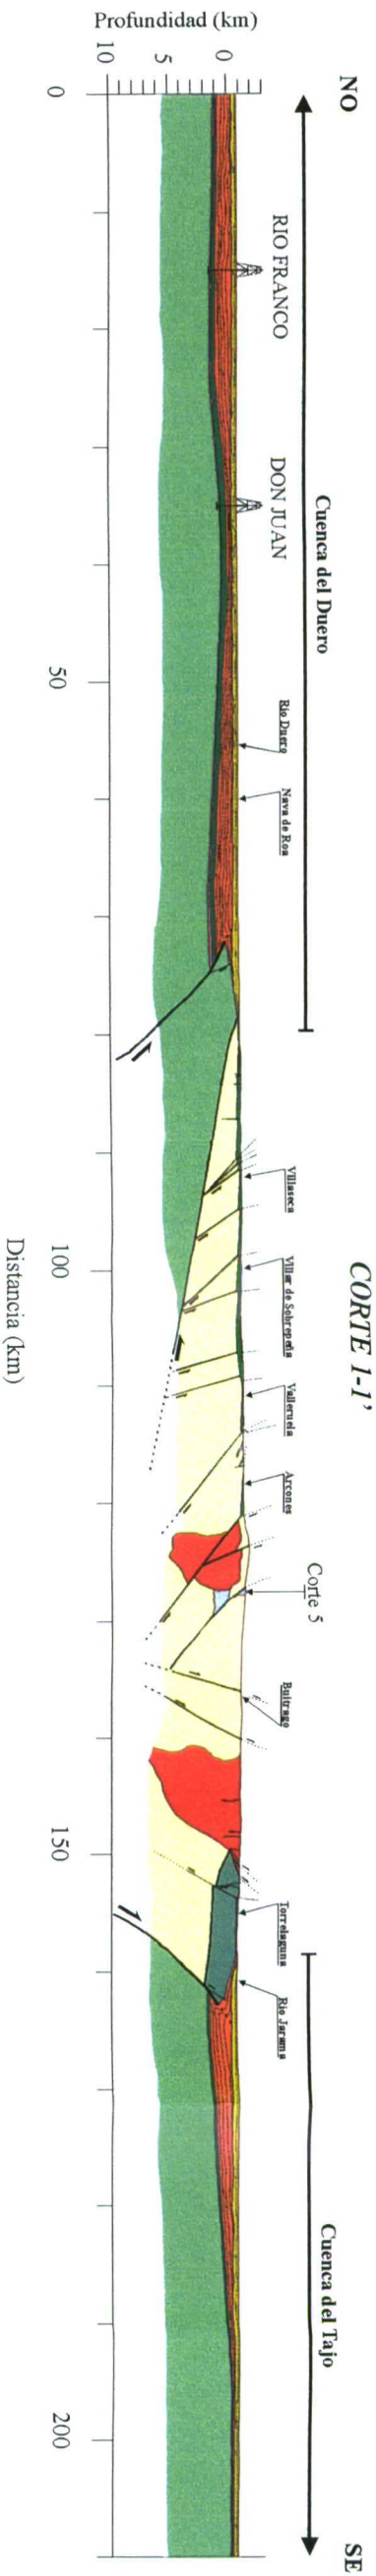 CORTE 1-1’
NO
SE
Cuenca del Duero
Cuenca del Tajo
RIO FRANCO
DON JUAN
Rio Duero
Nava de Roa
Villaseca
Villar de Sobrepeña
Valleruela
Arcones
Corte 5
Buitrago
Torrelaguna
Rio Jarama
Profundidad (km)
0
5
10
0
50
100
150
200
Distancia (km)